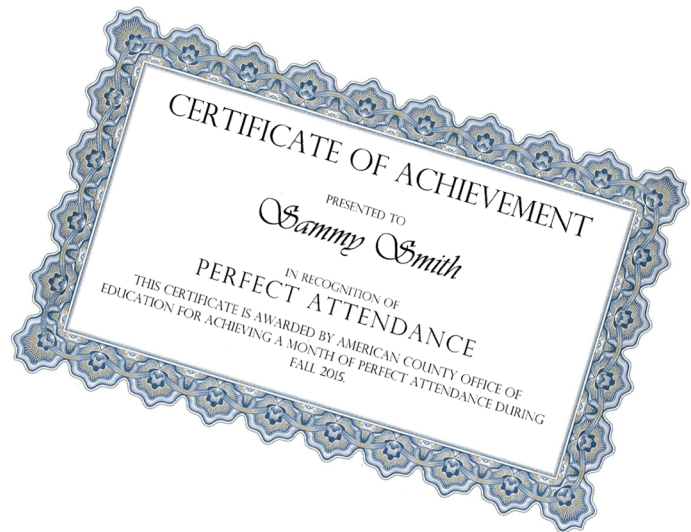 CERTIFICATE OF ACHIEVEMENT
PRESENTED TO
Sammy Smith
IN RECOGNITION OF
PERFECT ATTENDANCE
THIS CERTIFICATE IS AWARDED BY AMERICAN COUNTY OFFICE OF
EDUCATION FOR ACHIEVING A MONTH OF PERFECT ATTENDANCE DURING
FALL 2015.